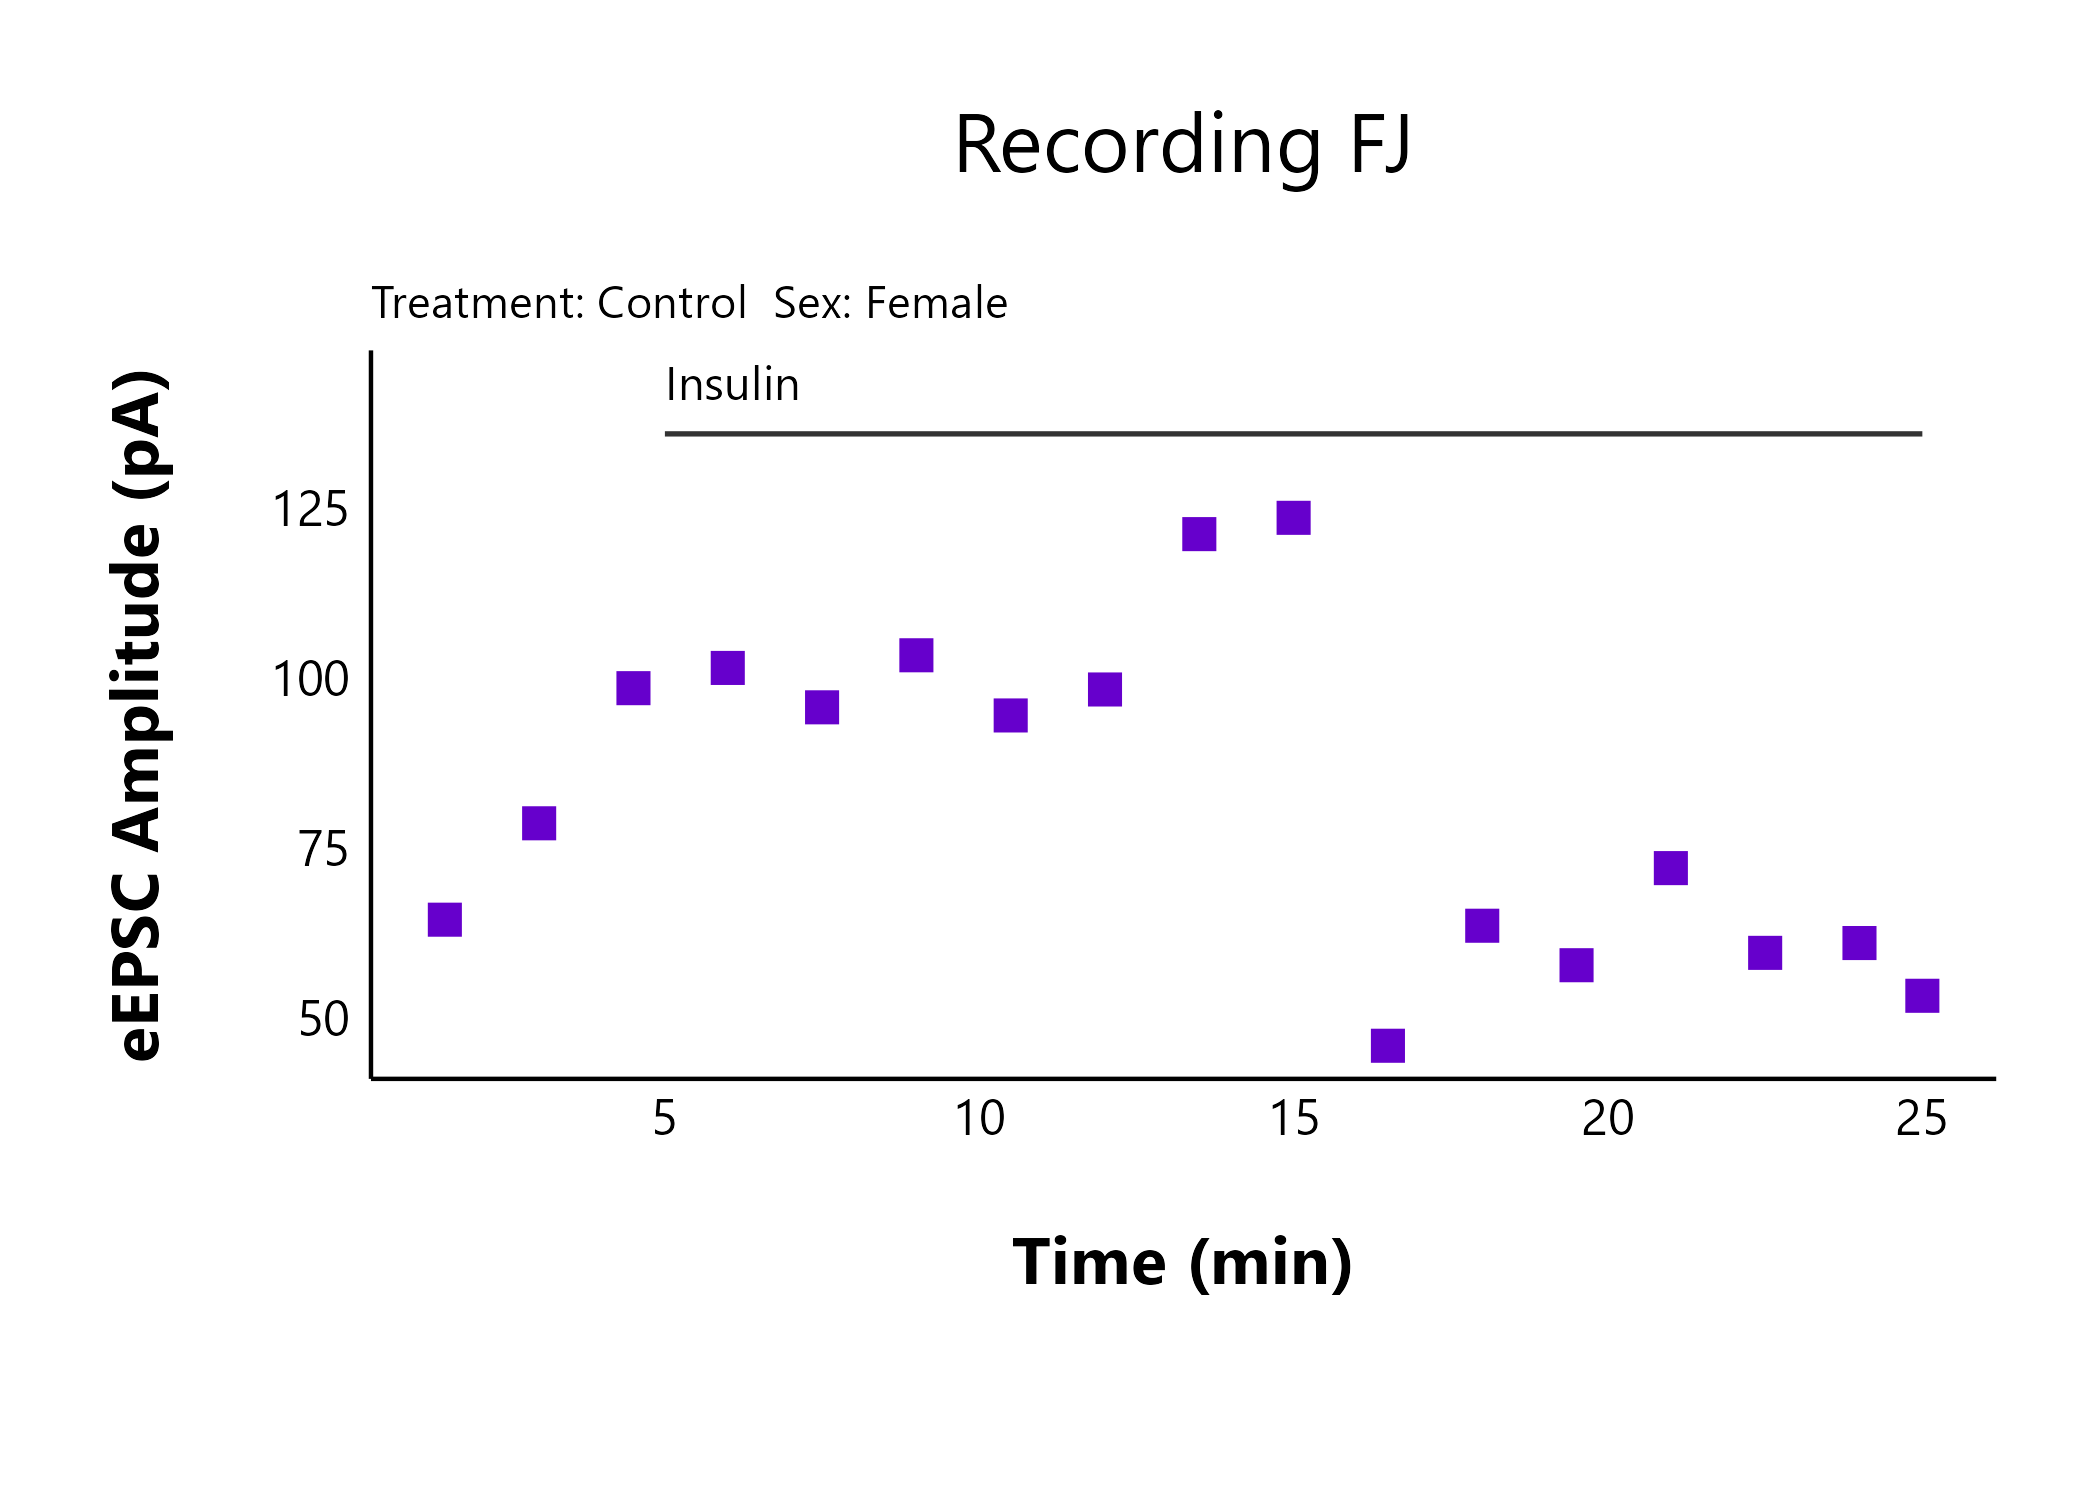 Recording FJ
Treatment: Control  Sex: Female
Insulin
eEPSC Amplitude (pA)
125
100
75
50
5 10 15 20 25
Time (min)